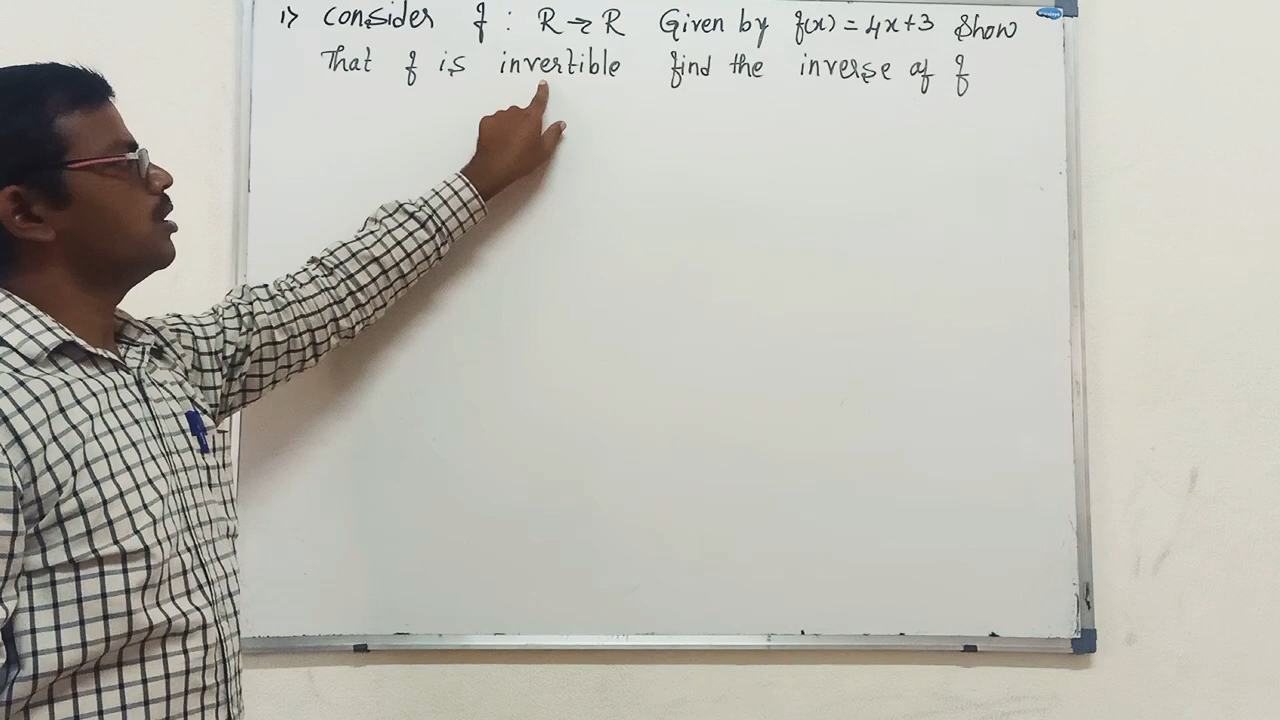 1) Consider f : R → R Given by f(x) = 4x+3 Show
That f is invertible find the inverse of f